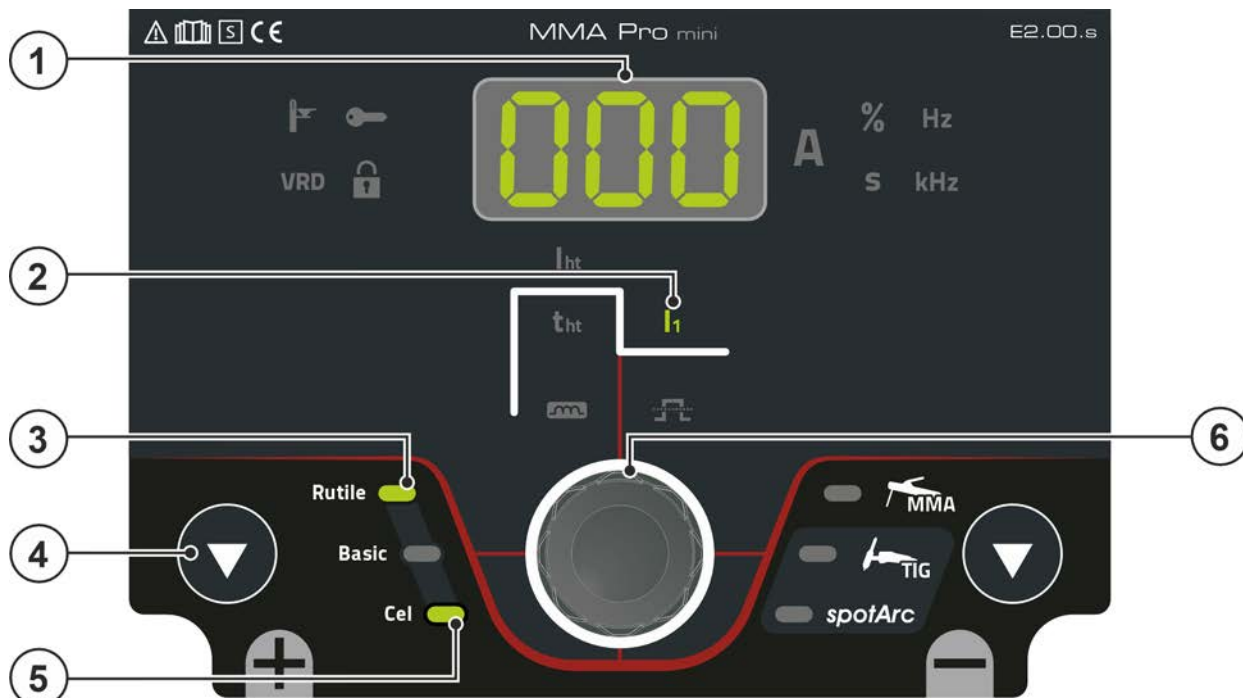 S CE MMA Pro mini E2.00.s
1
000 A % Hz
VRD s kHz
Iht
2
tht I1
3
Rutile MMA
6
4
Basic TIG
Cel spotArc
5
+ −